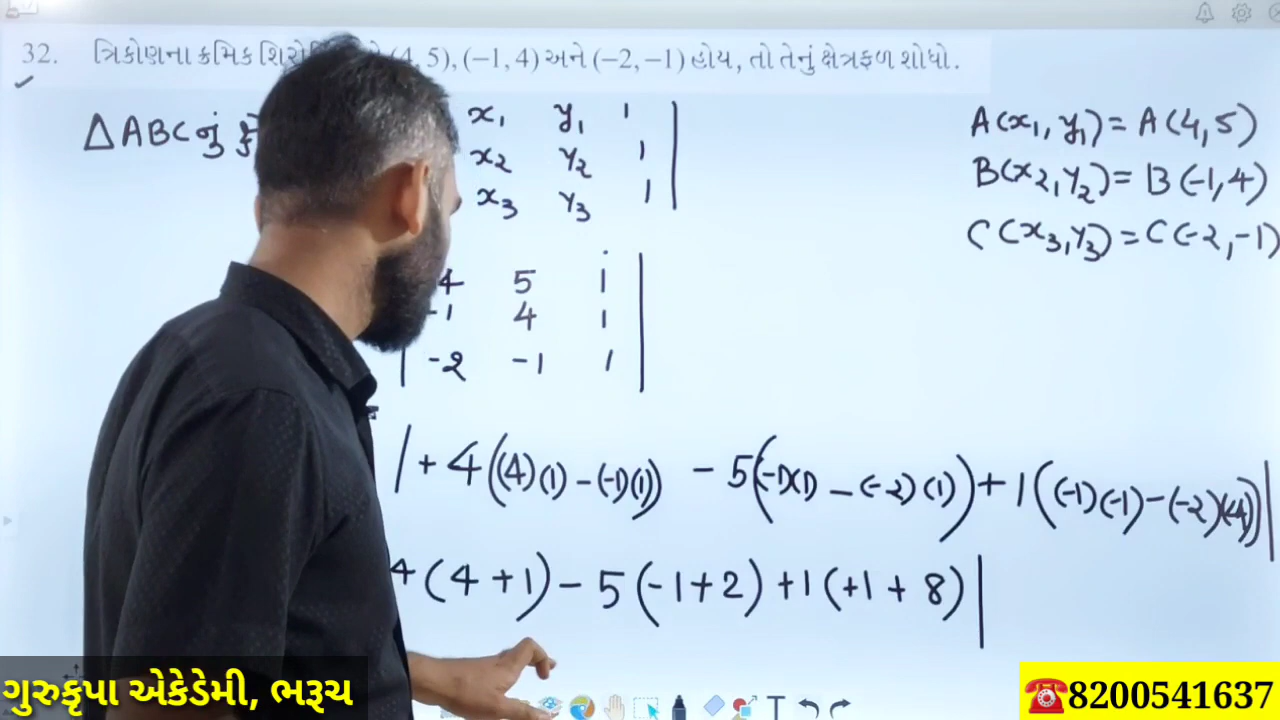 32. ત્રિકોણના ક્રમિક 4, 5), (−1, 4) અને (−2, −1) હોય, તો તેનું ક્ષેત્રફળ શોધો.
△ABCનું x₁ y₁ 1
x₂ y₂ 1
x₃ y₃ 1
A(x₁, y₁) = A(4, 5)
B(x₂, y₂) = B(-1, 4)
C(x₃, y₃) = C(-2, -1)
4 5 1
-1 4 1
-2 -1 1
| + 4((4)(1) - (-1)(1)) - 5((-1)(1) - (-2)(1)) + 1((-1)(-1) - (-2)(4)) |
4(4 + 1) - 5(-1 + 2) + 1(+1 + 8) |
ગુરુકૃપા એકેડેમી, ભરૂચ
☎8200541637